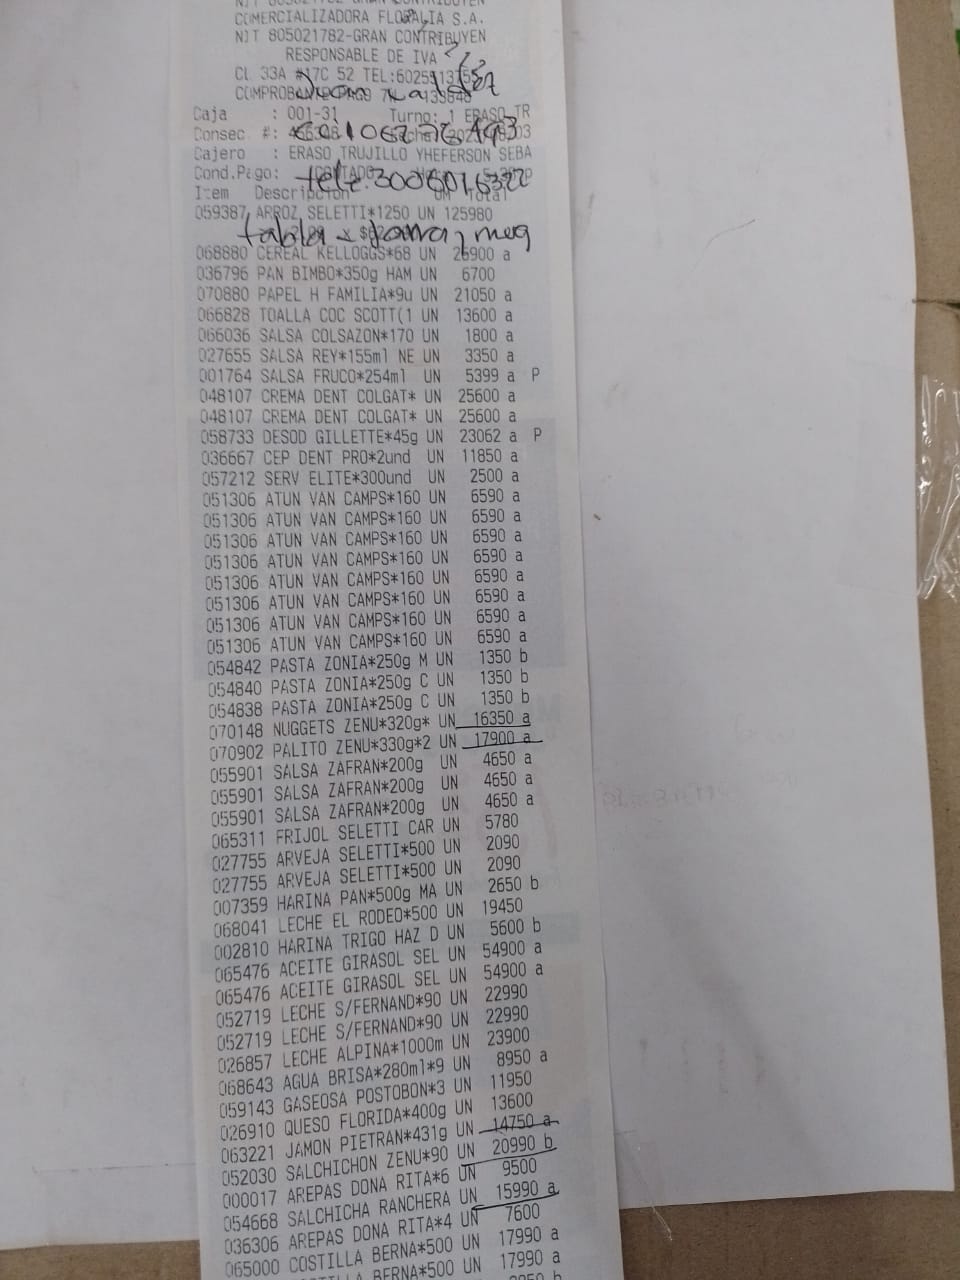 COMERCIALIZADORA FLORALIA S.A.
NIT 805021782-GRAN CONTRIBUYEN
RESPONSABLE DE IVA
CL 33A #17C 52 TEL:6025513
Caja : 001-31 Turno: 1 ERASO TR
Consec #:
Cajero : ERASO TRUJILLO YHEFERSON SEBA
Cond.Pago:
tele. 3006016322
Item Descripcion UM Total
059387 ARROZ SELETTI*1250 UN 125980
tabla x jarra y mug
068880 CEREAL KELLOGGS*68 UN 26900 a
036796 PAN BIMBO*350g HAM UN 6700
070880 PAPEL H FAMILIA*9u UN 21050 a
066828 TOALLA COC SCOTT(1 UN 13600 a
066036 SALSA COLSAZON*170 UN 1800 a
027655 SALSA REY*155ml NE UN 3350 a
001764 SALSA FRUCO*254ml UN 5399 a P
048107 CREMA DENT COLGAT* UN 25600 a
048107 CREMA DENT COLGAT* UN 25600 a
058733 DESOD GILLETTE*45g UN 23062 a P
036667 CEP DENT PRO*2und UN 11850 a
057212 SERV ELITE*300und UN 2500 a
051306 ATUN VAN CAMPS*160 UN 6590 a
051306 ATUN VAN CAMPS*160 UN 6590 a
051306 ATUN VAN CAMPS*160 UN 6590 a
051306 ATUN VAN CAMPS*160 UN 6590 a
051306 ATUN VAN CAMPS*160 UN 6590 a
051306 ATUN VAN CAMPS*160 UN 6590 a
051306 ATUN VAN CAMPS*160 UN 6590 a
051306 ATUN VAN CAMPS*160 UN 6590 a
054842 PASTA ZONIA*250g M UN 1350 b
054840 PASTA ZONIA*250g C UN 1350 b
054838 PASTA ZONIA*250g C UN 1350 b
070148 NUGGETS ZENU*320g* UN 16350 a
070902 PALITO ZENU*330g*2 UN 17900 a
055901 SALSA ZAFRAN*200g UN 4650 a
055901 SALSA ZAFRAN*200g UN 4650 a
055901 SALSA ZAFRAN*200g UN 4650 a
065311 FRIJOL SELETTI CAR UN 5780
027755 ARVEJA SELETTI*500 UN 2090
027755 ARVEJA SELETTI*500 UN 2090
007359 HARINA PAN*500g MA UN 2650 b
068041 LECHE EL RODEO*500 UN 19450
002810 HARINA TRIGO HAZ D UN 5600 b
065476 ACEITE GIRASOL SEL UN 54900 a
065476 ACEITE GIRASOL SEL UN 54900 a
052719 LECHE S/FERNAND*90 UN 22990
052719 LECHE S/FERNAND*90 UN 22990
026857 LECHE ALPINA*1000m UN 23900
068643 AGUA BRISA*280ml*9 UN 8950 a
059143 GASEOSA POSTOBON*3 UN 11950
026910 QUESO FLORIDA*400g UN 13600
063221 JAMON PIETRAN*431g UN 14750 a
052030 SALCHICHON ZENU*90 UN 20990 b
000017 AREPAS DONA RITA*6 UN 9500
054668 SALCHICHA RANCHERA UN 15990 a
036306 AREPAS DONA RITA*4 UN 7600
065000 COSTILLA BERNA*500 UN 17990 a
BERNA*500 UN 17990 a